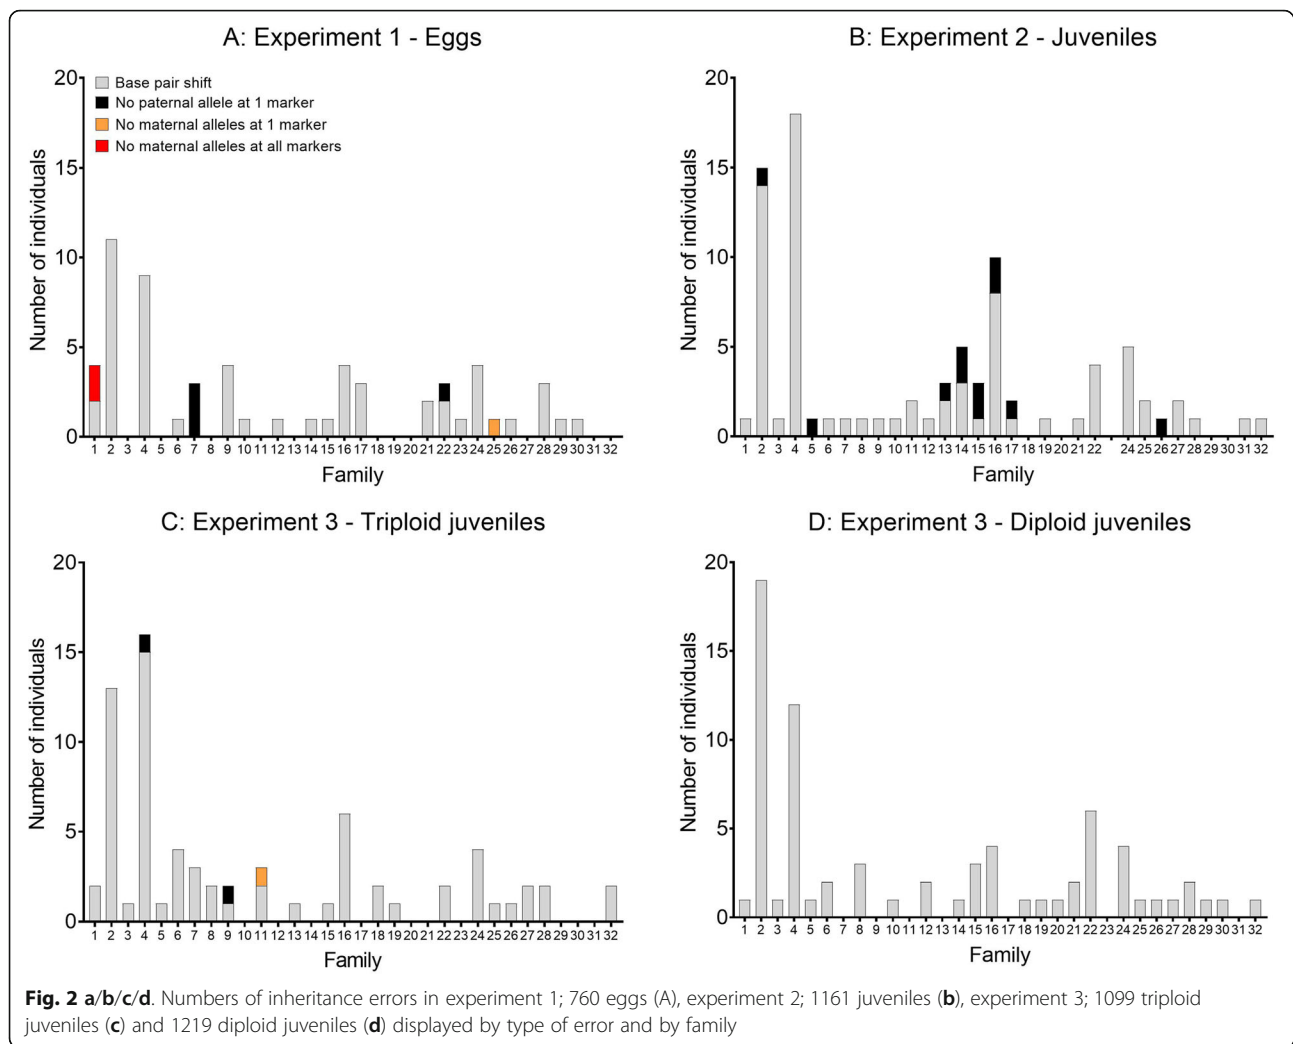 A: Experiment 1 - Eggs
Number of individuals
20
15
10
5
0
Base pair shift
No paternal allele at 1 marker
No maternal alleles at 1 marker
No maternal alleles at all markers
1 2 3 4 5 6 7 8 9 10 11 12 13 14 15 16 17 18 19 20 21 22 23 24 25 26 27 28 29 30 31 32
Family
B: Experiment 2 - Juveniles
Number of individuals
20
15
10
5
0
1 2 3 4 5 6 7 8 9 10 11 12 13 14 15 16 17 18 19 20 21 22 24 25 26 27 28 29 30 31 32
Family
C: Experiment 3 - Triploid juveniles
Number of individuals
20
15
10
5
0
1 2 3 4 5 6 7 8 9 10 11 12 13 14 15 16 17 18 19 20 21 22 23 24 25 26 27 28 29 30 31 32
Family
D: Experiment 3 - Diploid juveniles
Number of individuals
20
15
10
5
0
1 2 3 4 5 6 7 8 9 10 11 12 13 14 15 16 17 18 19 20 21 22 23 24 25 26 27 28 29 30 31 32
Family
Fig. 2 a/b/c/d. Numbers of inheritance errors in experiment 1; 760 eggs (A), experiment 2; 1161 juveniles (b), experiment 3; 1099 triploid
juveniles (c) and 1219 diploid juveniles (d) displayed by type of error and by family